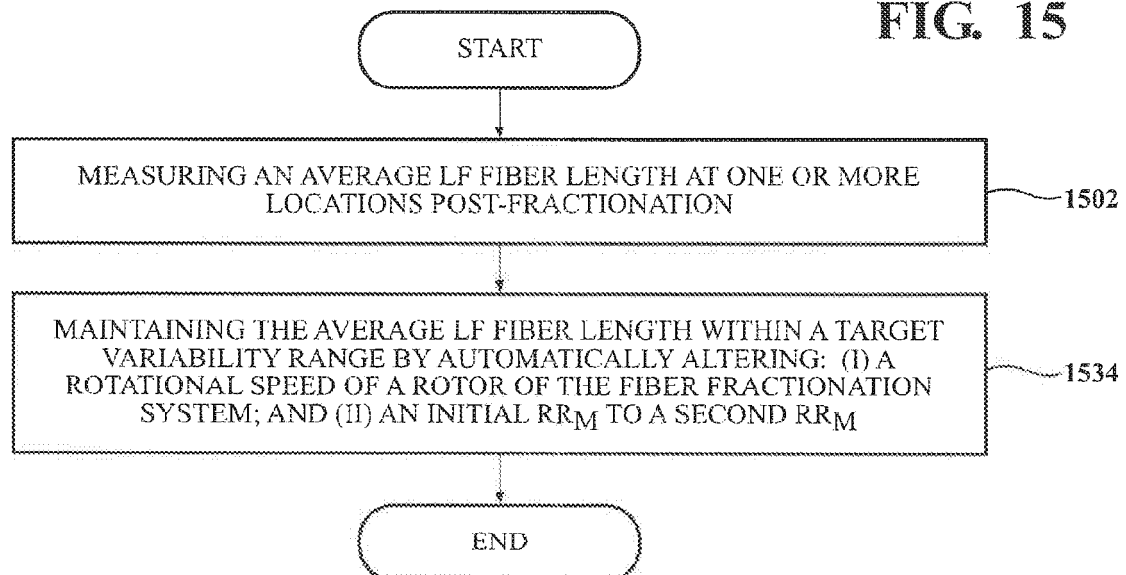 FIG. 15
START
MEASURING AN AVERAGE LF FIBER LENGTH AT ONE OR MORE
LOCATIONS POST-FRACTIONATION
1502
MAINTAINING THE AVERAGE LF FIBER LENGTH WITHIN A TARGET
VARIABILITY RANGE BY AUTOMATICALLY ALTERING: (I) A
ROTATIONAL SPEED OF A ROTOR OF THE FIBER FRACTIONATION
SYSTEM; AND (II) AN INITIAL RRM TO A SECOND RRM
1534
END